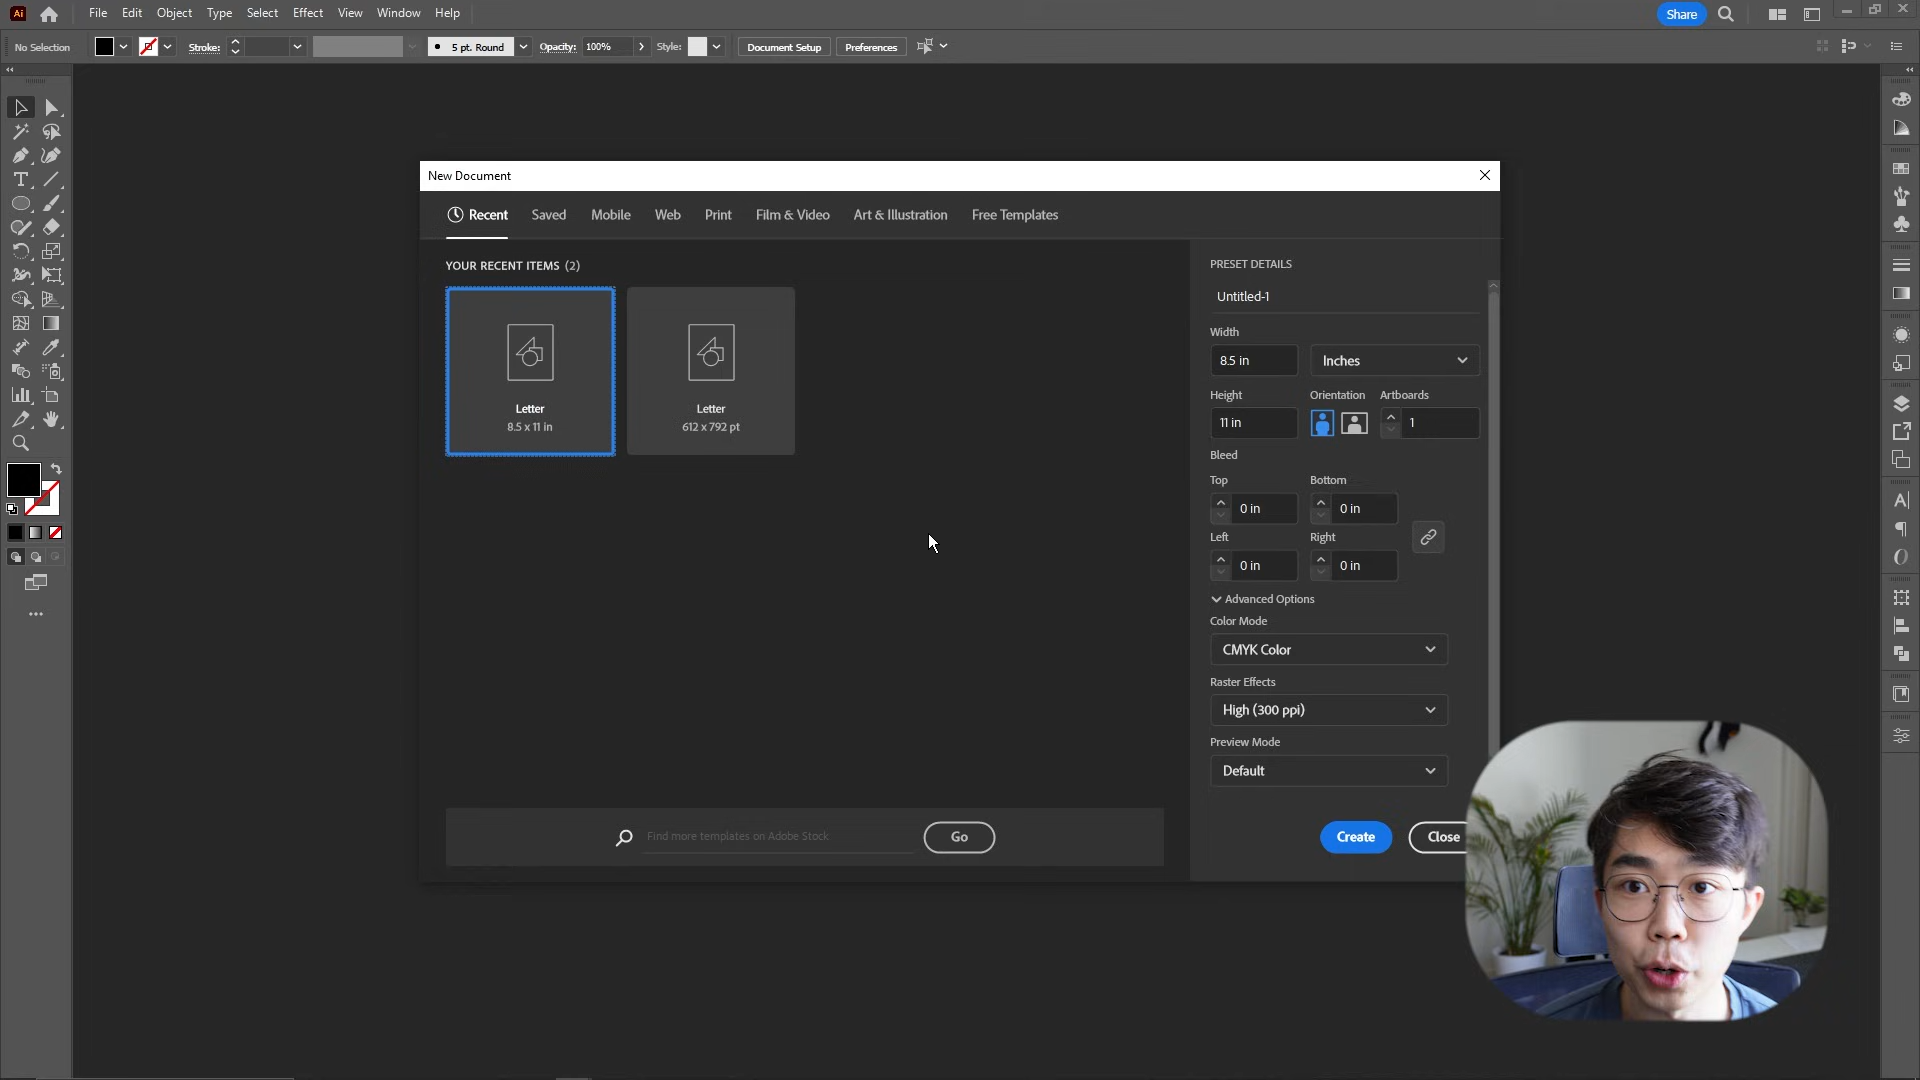 Ai File Edit Object Type Select Effect View Window Help Share
No Selection Stroke: 5 pt. Round Opacity: 100% Style: Document Setup Preferences
New Document
Recent Saved Mobile Web Print Film & Video Art & Illustration Free Templates
YOUR RECENT ITEMS (2)
Letter
8.5 x 11 in
Letter
612 x 792 pt
Find more templates on Adobe Stock Go
PRESET DETAILS
Untitled-1
Width
8.5 in Inches
Height Orientation Artboards
11 in 1
Bleed
Top Bottom
0 in 0 in
Left Right
0 in 0 in
Advanced Options
Color Mode
CMYK Color
Raster Effects
High (300 ppi)
Preview Mode
Default
Create Close